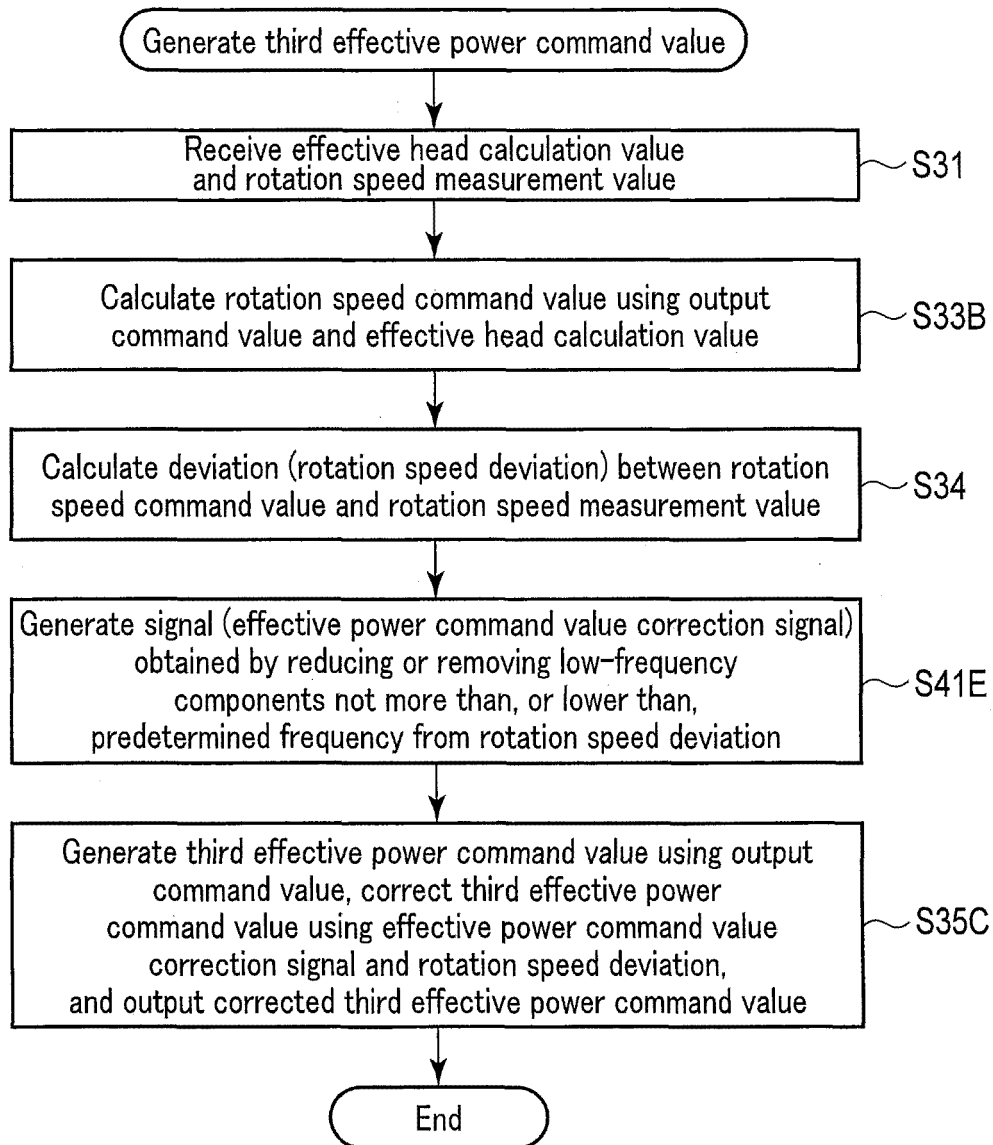 Generate third effective power command value
Receive effective head calculation value
and rotation speed measurement value
S31
Calculate rotation speed command value using output
command value and effective head calculation value
S33B
Calculate deviation (rotation speed deviation) between rotation
speed command value and rotation speed measurement value
S34
Generate signal (effective power command value correction signal)
obtained by reducing or removing low-frequency
components not more than, or lower than,
predetermined frequency from rotation speed deviation
S41E
Generate third effective power command value using output
command value, correct third effective power
command value using effective power command value
correction signal and rotation speed deviation,
and output corrected third effective power command value
S35C
End